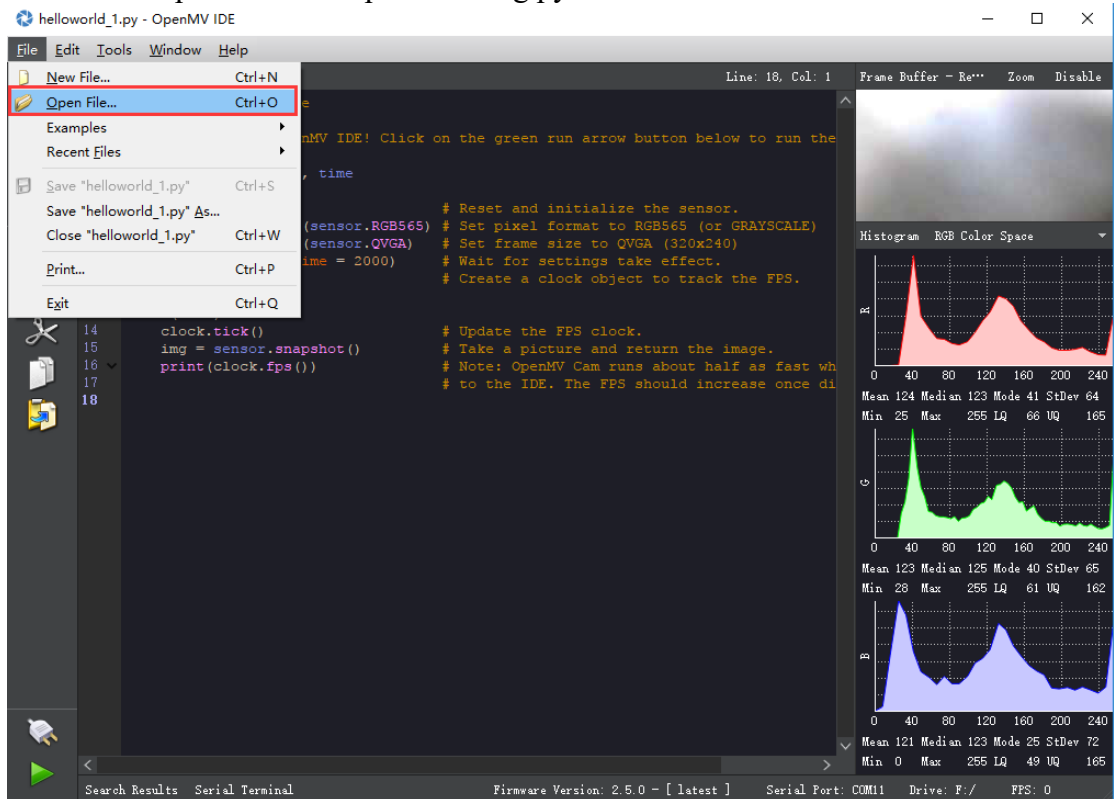 helloworld_1.py - OpenMV IDE
File Edit Tools Window Help
New File... Ctrl+N
Open File... Ctrl+O
Examples
Recent Files
Save "helloworld_1.py" Ctrl+S
Save "helloworld_1.py" As...
Close "helloworld_1.py" Ctrl+W
Print... Ctrl+P
Exit Ctrl+Q
Line: 18, Col: 1
nMV IDE! Click on the green run arrow button below to run the
, time
# Reset and initialize the sensor.
(sensor.RGB565) # Set pixel format to RGB565 (or GRAYSCALE)
(sensor.QVGA) # Set frame size to QVGA (320x240)
ime = 2000) # Wait for settings take effect.
# Create a clock object to track the FPS.
14 clock.tick() # Update the FPS clock.
15 img = sensor.snapshot() # Take a picture and return the image.
16 print(clock.fps()) # Note: OpenMV Cam runs about half as fast wh
17 # to the IDE. The FPS should increase once di
18
Frame Buffer - Re... Zoom Disable
Histogram RGB Color Space
R
0 40 80 120 160 200 240
Mean 124 Median 123 Mode 41 StDev 64
Min 25 Max 255 LQ 66 UQ 165
G
0 40 80 120 160 200 240
Mean 123 Median 125 Mode 40 StDev 65
Min 28 Max 255 LQ 61 UQ 162
B
0 40 80 120 160 200 240
Mean 121 Median 123 Mode 25 StDev 72
Min 0 Max 255 LQ 49 UQ 165
Search Results Serial Terminal Firmware Version: 2.5.0 - [ latest ] Serial Port: COM11 Drive: F:/ FPS: 0